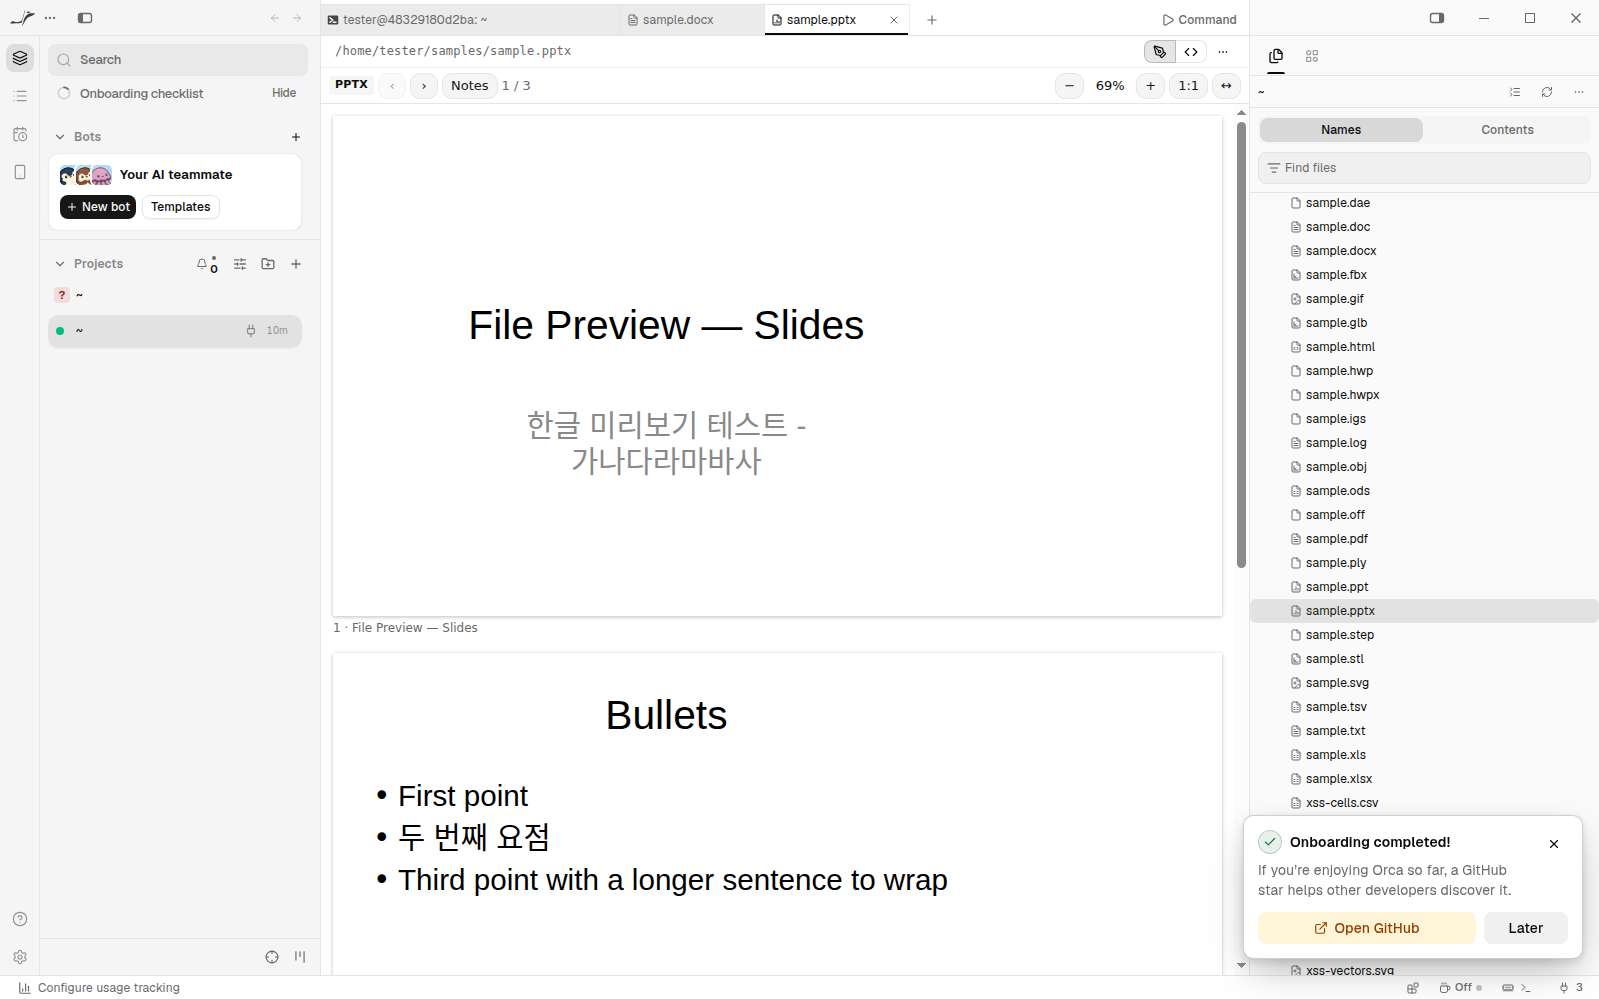 tester@48329180d2ba: ~
sample.docx
sample.pptx
Command
Search
Onboarding checklist
Hide
Bots
Your AI teammate
New bot
Templates
Projects
0
? ~
~
10m
/home/tester/samples/sample.pptx
PPTX
Notes
1 / 3
69%
1:1
File Preview — Slides
한글 미리보기 테스트 -
가나다라마바사
1 · File Preview — Slides
Bullets
• First point
• 두 번째 요점
• Third point with a longer sentence to wrap
~
Names
Contents
Find files
sample.dae
sample.doc
sample.docx
sample.fbx
sample.gif
sample.glb
sample.html
sample.hwp
sample.hwpx
sample.igs
sample.log
sample.obj
sample.ods
sample.off
sample.pdf
sample.ply
sample.ppt
sample.pptx
sample.step
sample.stl
sample.svg
sample.tsv
sample.txt
sample.xls
sample.xlsx
xss-cells.csv
Onboarding completed!
If you're enjoying Orca so far, a GitHub
star helps other developers discover it.
Open GitHub
Later
xss-vectors.svg
Configure usage tracking
Off
3